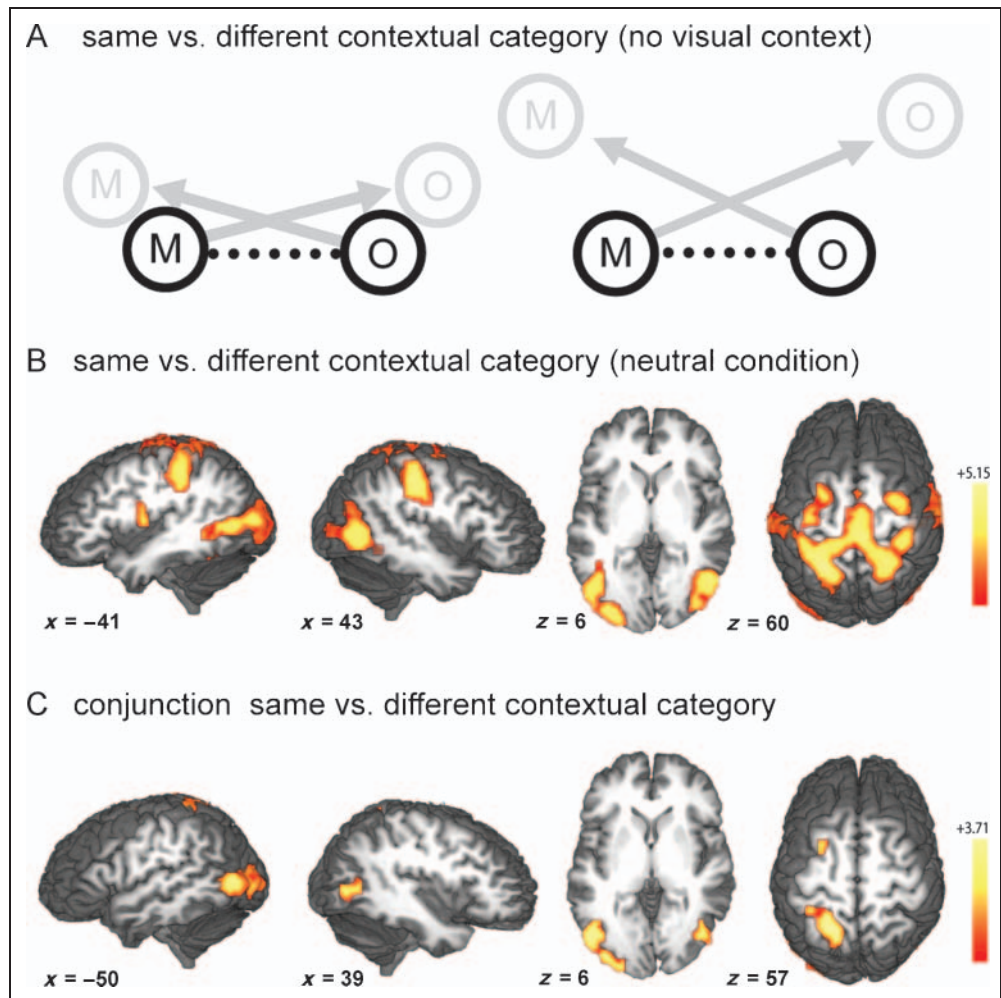 A same vs. different contextual category (no visual context)
M O M O
M O M O
B same vs. different contextual category (neutral condition)
+5.15
x = –41 x = 43 z = 6 z = 60
C conjunction same vs. different contextual category
+3.71
x = –50 x = 39 z = 6 z = 57